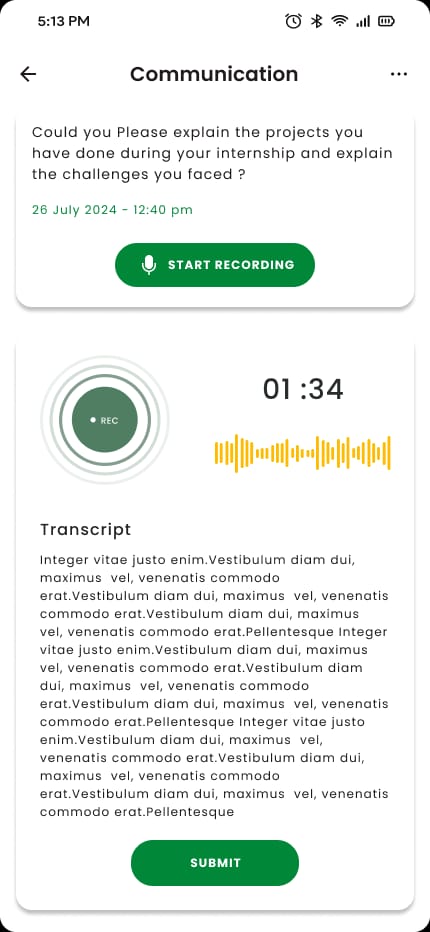 5:13 PM
Communication
Could you Please explain the projects you
have done during your internship and explain
the challenges you faced ?
26 July 2024 - 12:40 pm
START RECORDING
REC
01 :34
Transcript
Integer vitae justo enim.Vestibulum diam dui,
maximus  vel, venenatis commodo
erat.Vestibulum diam dui, maximus  vel, venenatis
commodo erat.Vestibulum diam dui, maximus
vel, venenatis commodo erat.Pellentesque Integer
vitae justo enim.Vestibulum diam dui, maximus
vel, venenatis commodo erat.Vestibulum diam
dui, maximus  vel, venenatis commodo
erat.Vestibulum diam dui, maximus  vel, venenatis
commodo erat.Pellentesque Integer vitae justo
enim.Vestibulum diam dui, maximus  vel,
venenatis commodo erat.Vestibulum diam dui,
maximus  vel, venenatis commodo
erat.Vestibulum diam dui, maximus  vel, venenatis
commodo erat.Pellentesque
SUBMIT